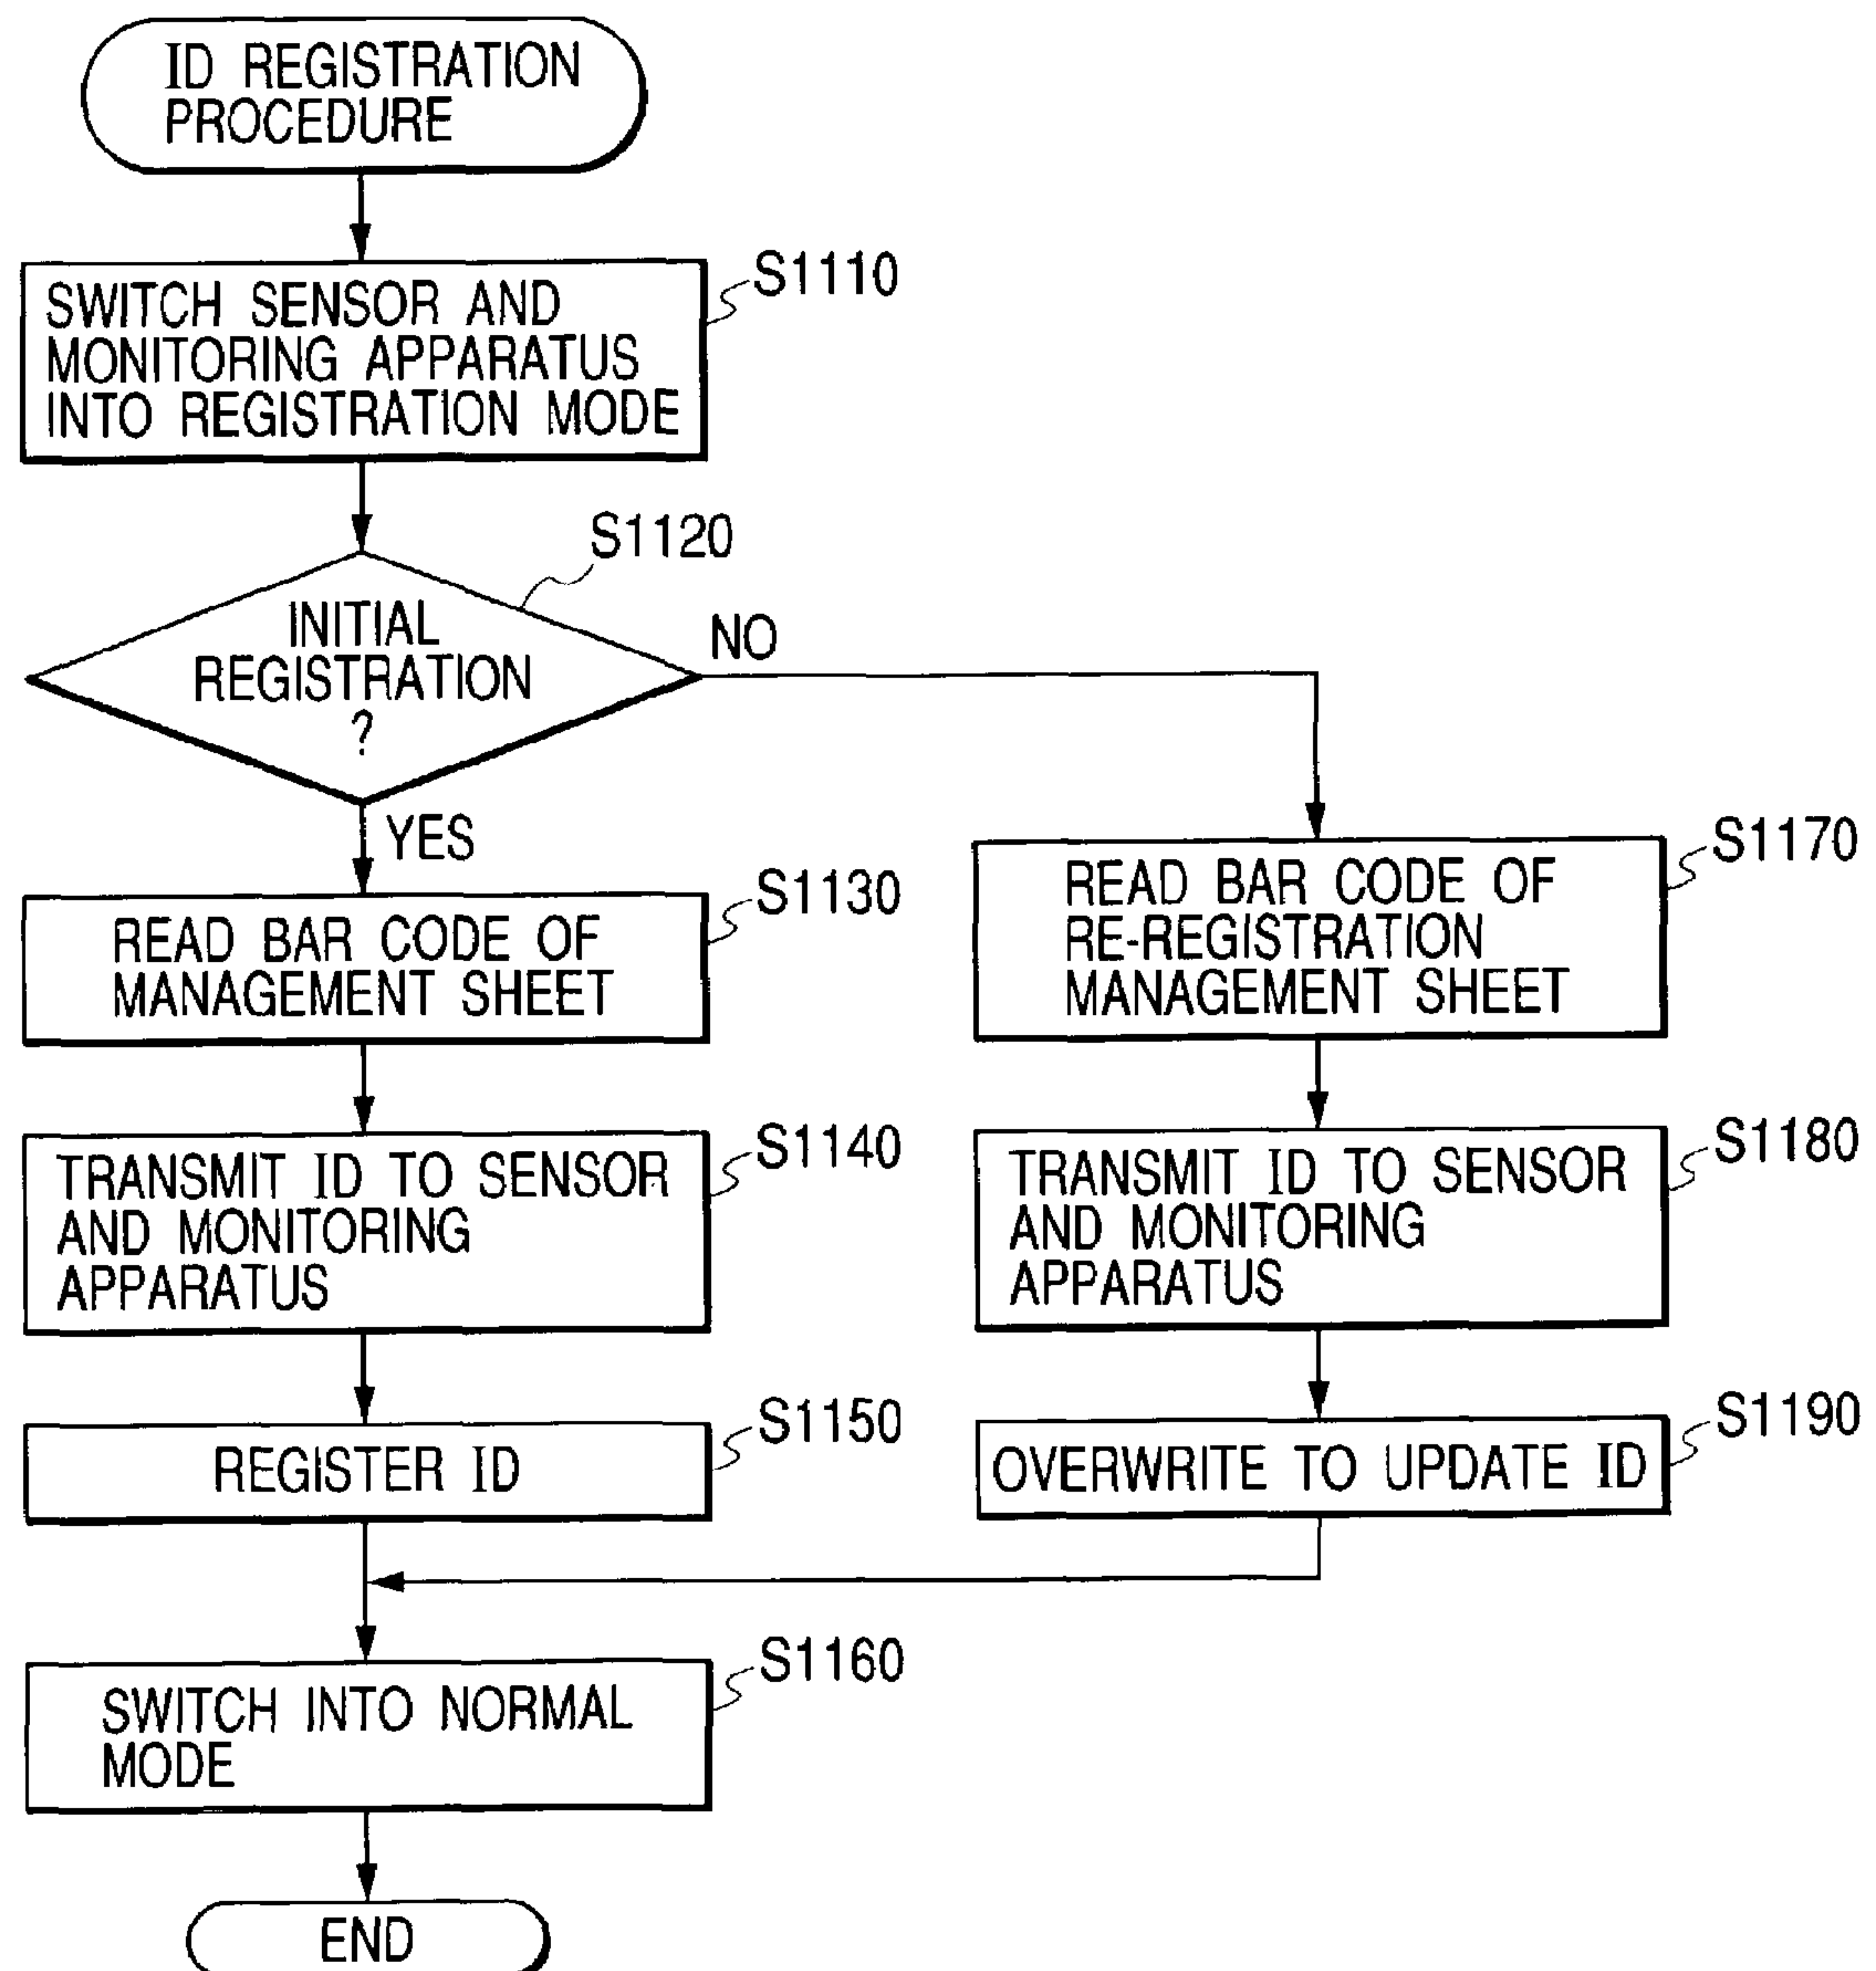 ID REGISTRATION
PROCEDURE
S1110
SWITCH SENSOR AND
MONITORING APPARATUS
INTO REGISTRATION MODE
S1120
INITIAL
REGISTRATION
?
NO
YES
S1130
READ BAR CODE OF
MANAGEMENT SHEET
S1140
TRANSMIT ID TO SENSOR
AND MONITORING
APPARATUS
S1150
REGISTER ID
S1170
READ BAR CODE OF
RE-REGISTRATION
MANAGEMENT SHEET
S1180
TRANSMIT ID TO SENSOR
AND MONITORING
APPARATUS
S1190
OVERWRITE TO UPDATE ID
S1160
SWITCH INTO NORMAL
MODE
END